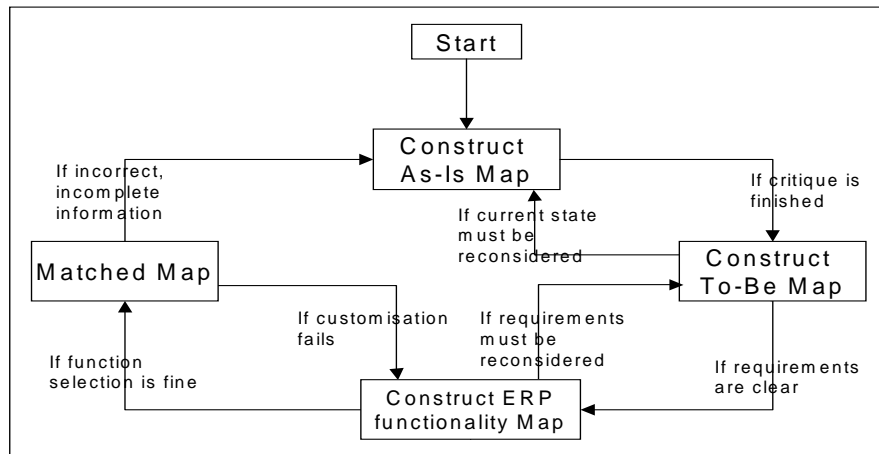 Start
Construct
As-Is Map
If incorrect,
incomplete
information
If critique is
finished
If current state
must be
reconsidered
Matched Map
Construct
To-Be Map
If customisation
fails
If requirements
must be
reconsidered
If function
selection is fine
If requirements
are clear
Construct ERP
functionality Map